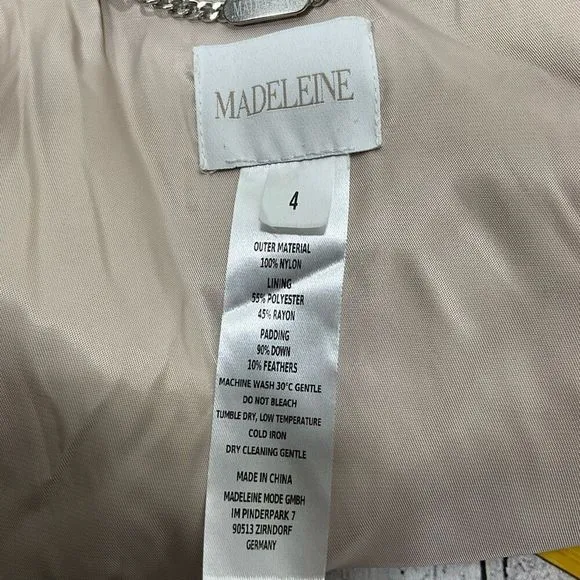 MADELEINE
4
OUTER MATERIAL
100% NYLON
LINING
55% POLYESTER
45% RAYON
PADDING
90% DOWN
10% FEATHERS
MACHINE WASH 30°C GENTLE
DO NOT BLEACH
TUMBLE DRY, LOW TEMPERATURE
COLD IRON
DRY CLEANING GENTLE
MADE IN CHINA
MADELEINE MODE GMBH
IM PINDERPARK 7
90513 ZIRNDORF
GERMANY